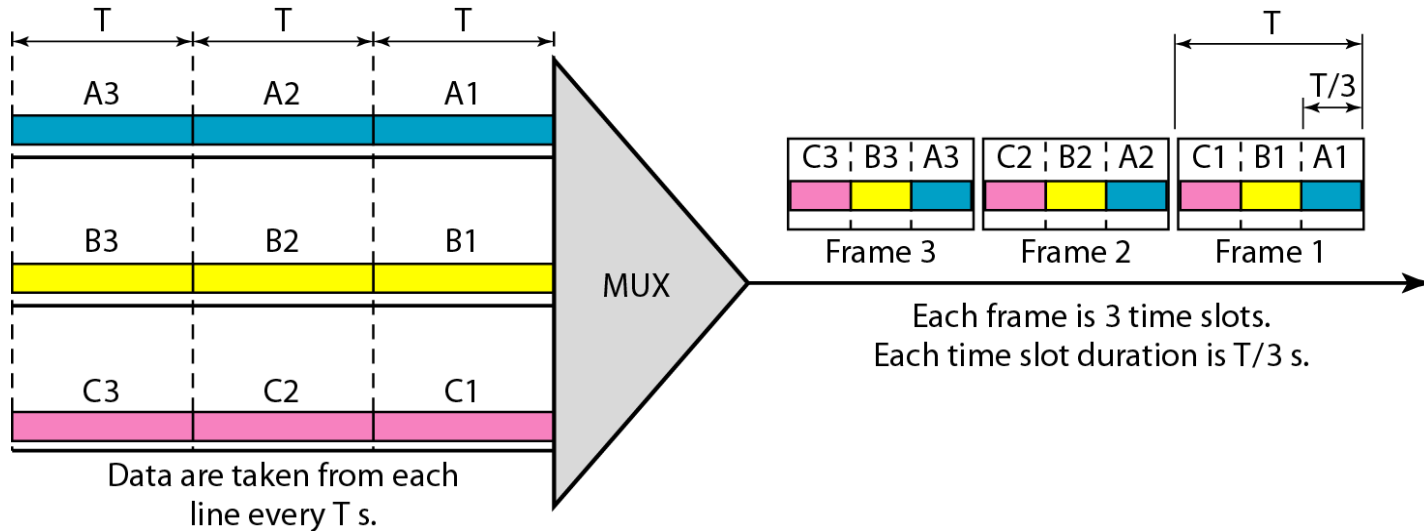 T T T
T
T/3
A3 A2 A1
C3 B3 A3 C2 B2 A2 C1 B1 A1
B3 B2 B1
Frame 3 Frame 2 Frame 1
MUX
Each frame is 3 time slots.
Each time slot duration is T/3 s.
C3 C2 C1
Data are taken from each
line every T s.